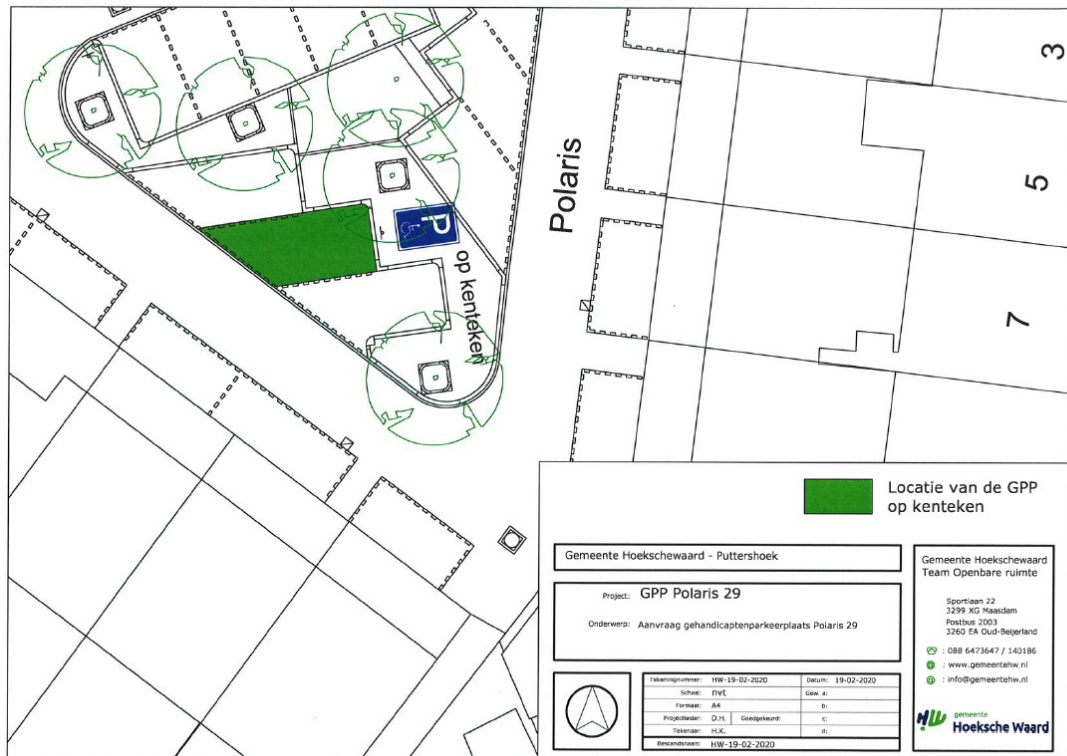 Polaris
3
5
7
P
op kenteken
Locatie van de GPP
op kenteken
Gemeente Hoekschewaard - Puttershoek
Project: GPP Polaris 29
Onderwerp: Aanvraag gehandicaptenparkeerplaats Polaris 29
Tekeningnummer: HW-19-02-2020 Datum: 19-02-2020
Schaal: nvt Gew. a:
Formaat: A4 b:
Projectleider: D.H. Goedgekeurd: c:
Tekenaar: H.K. d:
Bestandsnaam: HW-19-02-2020
Gemeente Hoekschewaard
Team Openbare ruimte
Sportlaan 22
3299 XG Maasdam
Postbus 2003
3260 EA Oud-Beijerland
: 088 6473647 / 140186
: www.gemeentehw.nl
@ : info@gemeentehw.nl
HW gemeente
Hoeksche Waard